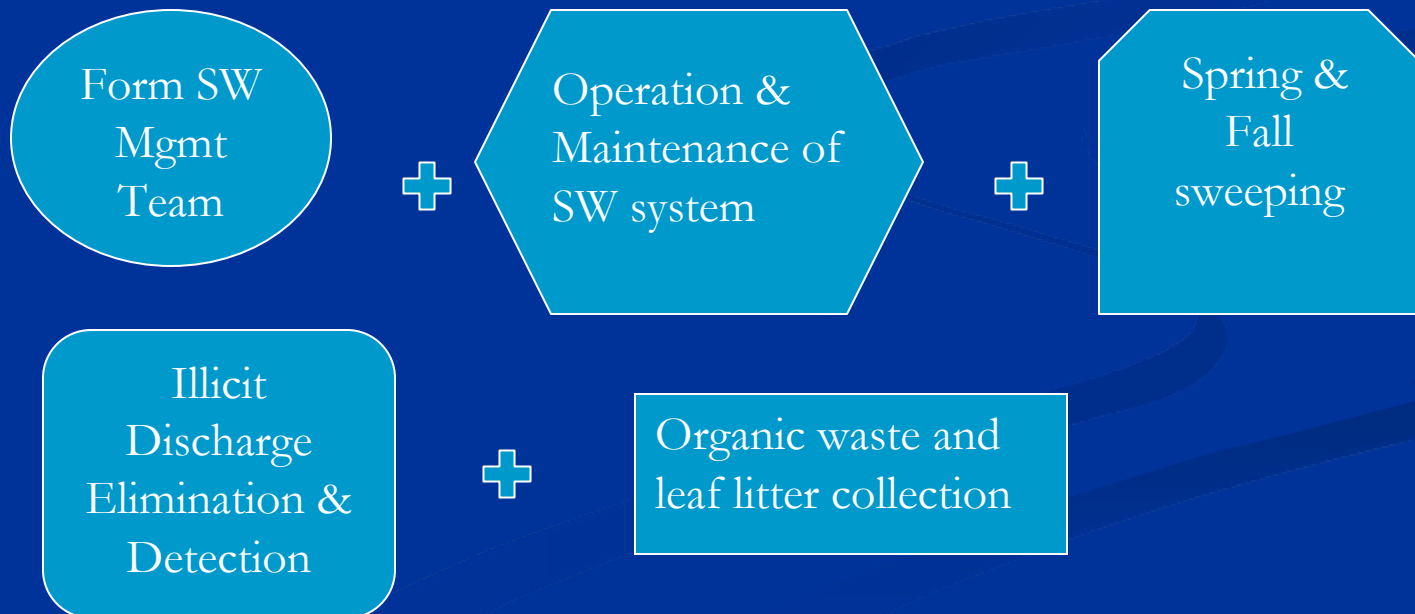 Form SW
Mgmt
Team
Operation &
Maintenance of
SW system
Spring &
Fall
sweeping
Illicit
Discharge
Elimination &
Detection
Organic waste and
leaf litter collection